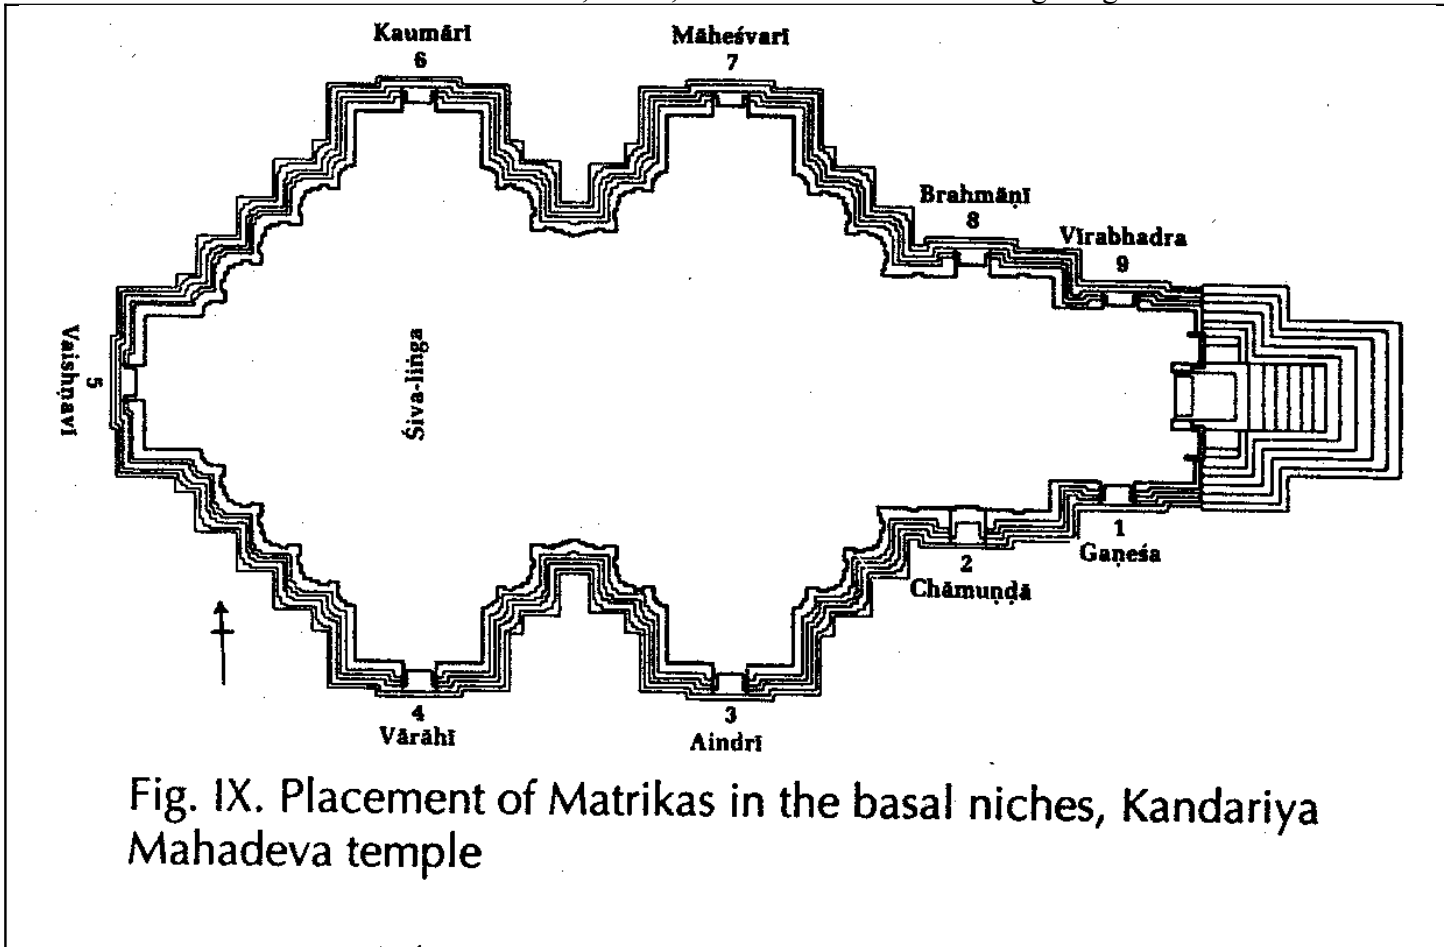 Kaumārī
6
Māheśvarī
7
Brahmāṇī
8
Vīrabhadra
9
Vaishṇavī
5
Śiva-liṅga
1
Gaṇeśa
2
Chāmuṇḍā
4
Vārāhī
3
Aindrī
Fig. IX. Placement of Matrikas in the basal niches, Kandariya
Mahadeva temple